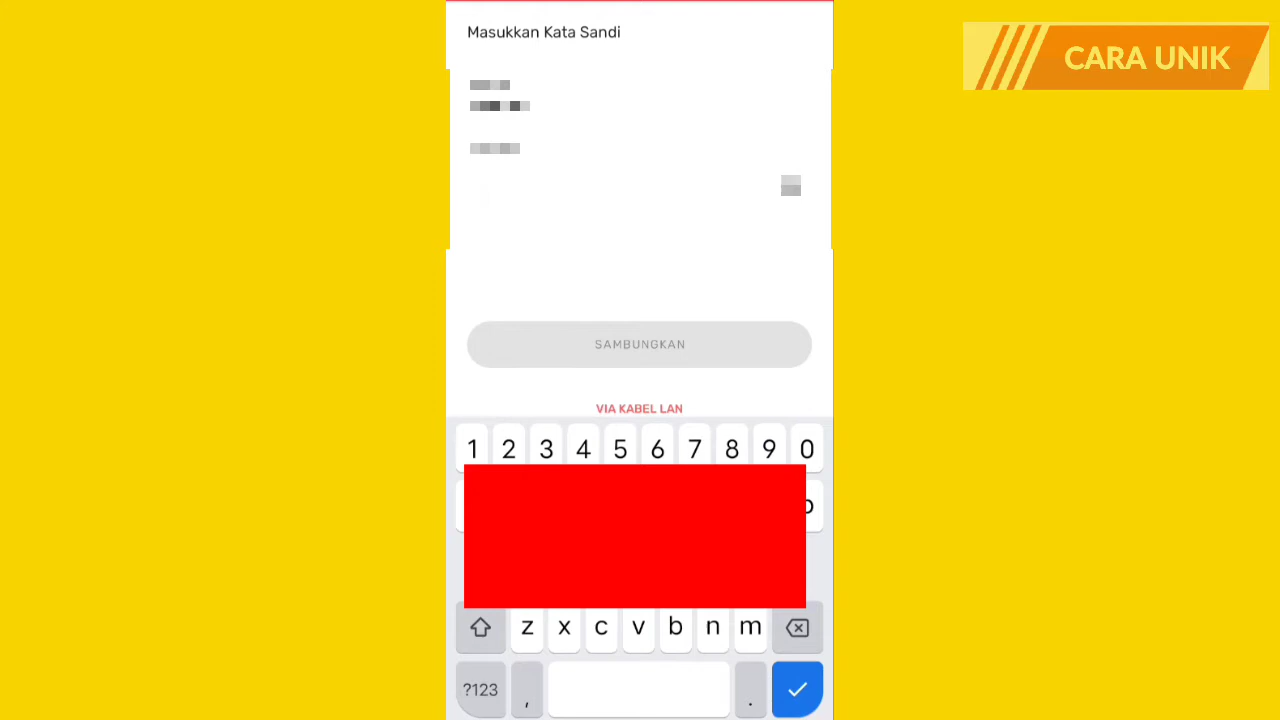 Masukkan Kata Sandi
CARA UNIK
SAMBUNGKAN
VIA KABEL LAN
1 2 3 4 5 6 7 8 9 0
z x c v b n m
?123 , .